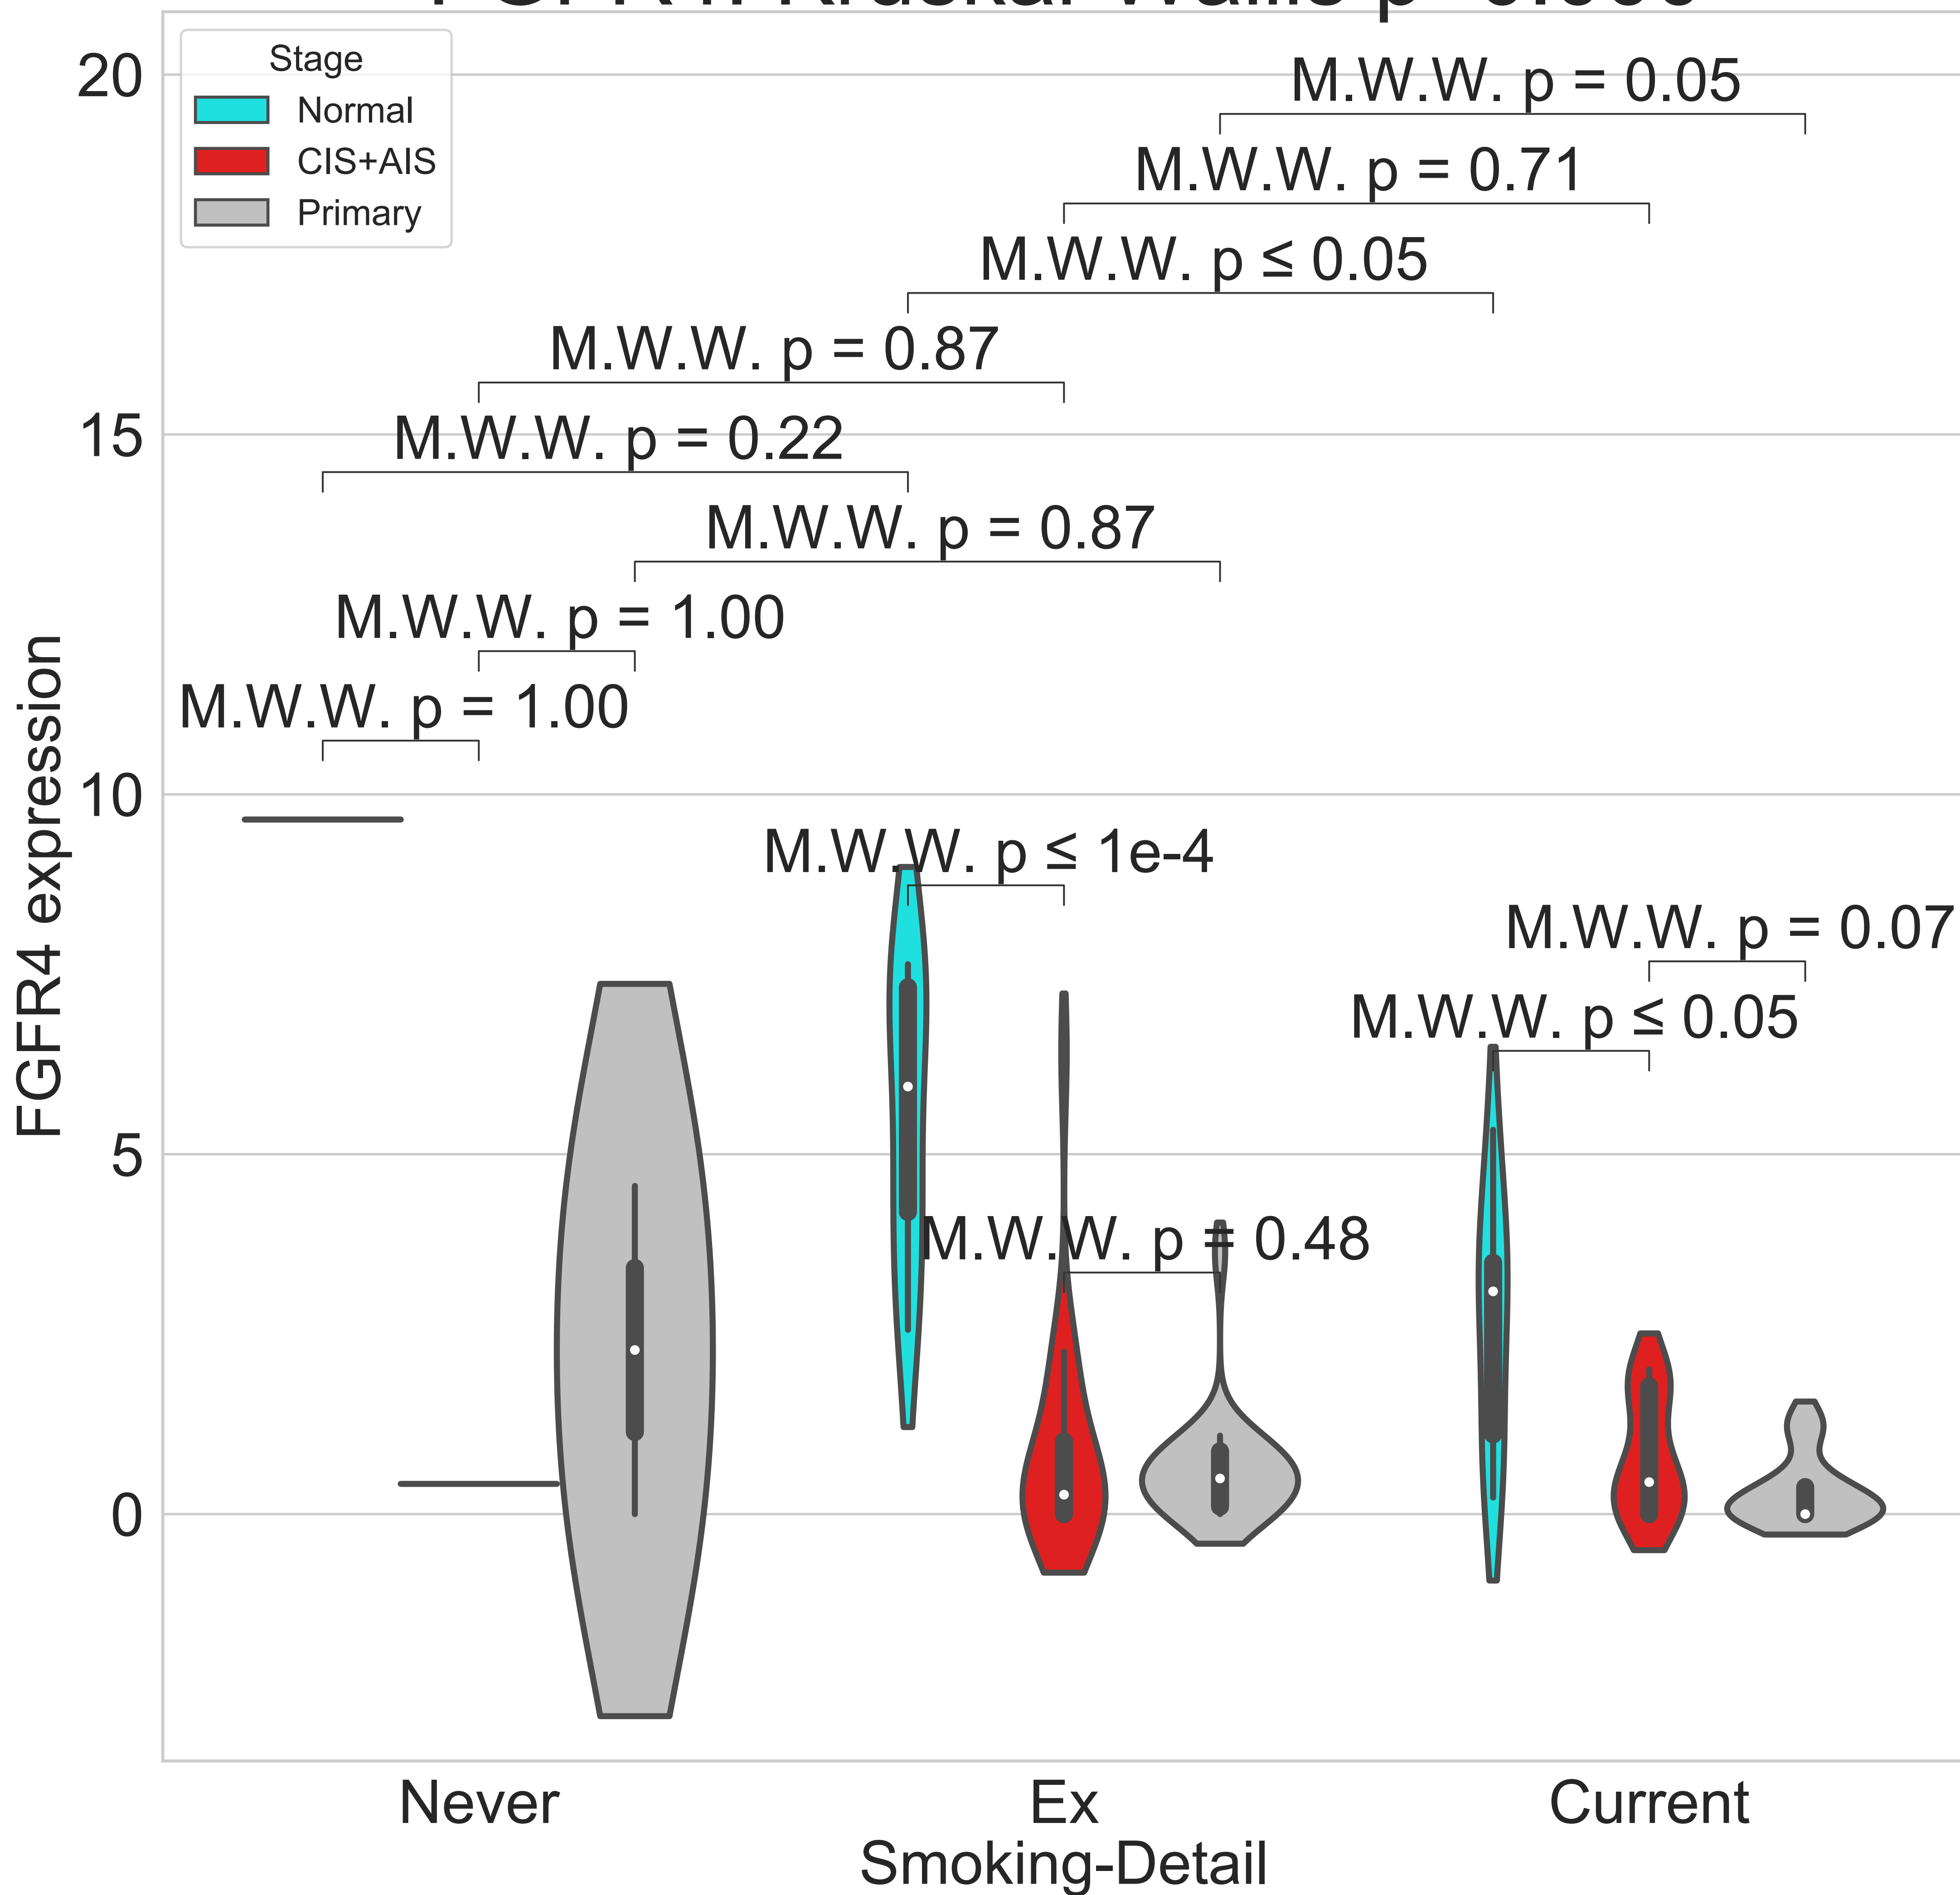 Stage
Normal
CIS+AIS
Primary
M.W.W. p = 0.05
M.W.W. p = 0.71
M.W.W. p ≤ 0.05
M.W.W. p = 0.87
M.W.W. p = 0.22
M.W.W. p = 0.87
M.W.W. p = 1.00
M.W.W. p = 1.00
M.W.W. p ≤ 1e-4
M.W.W. p = 0.07
M.W.W. p ≤ 0.05
M.W.W. p = 0.48
20
15
10
5
0
FGFR4 expression
Never
Ex
Current
Smoking-Detail